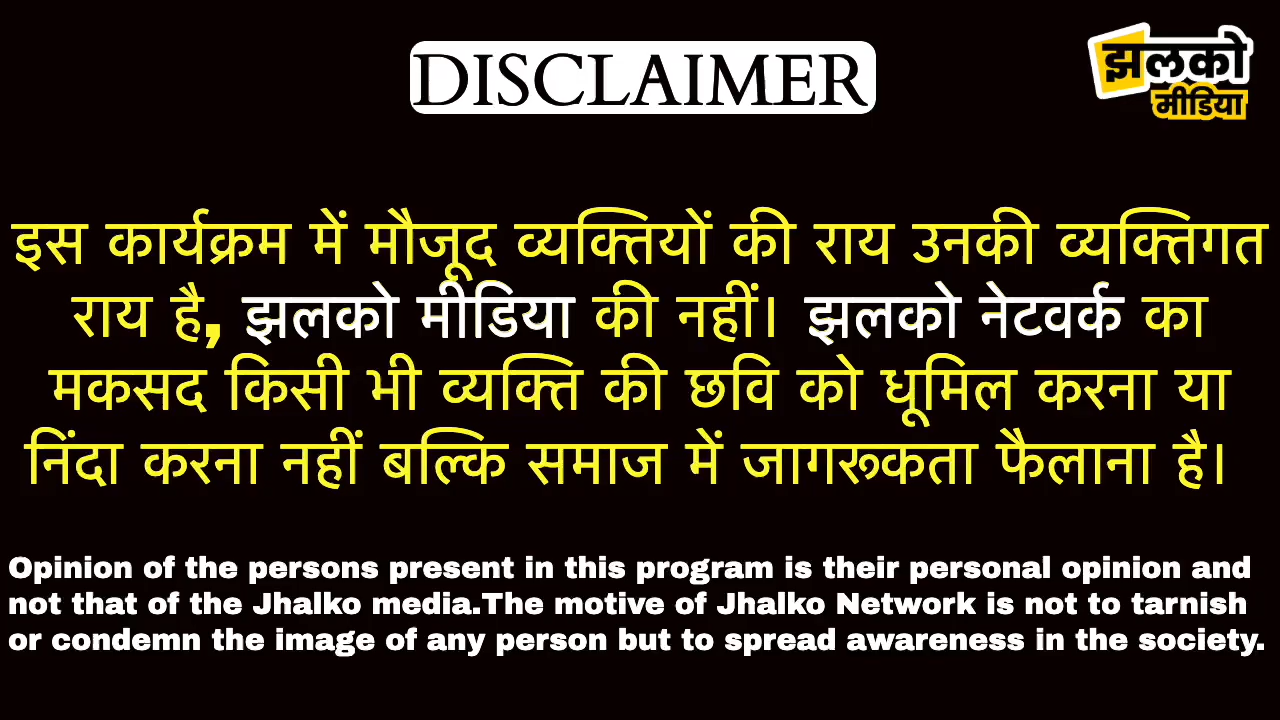 DISCLAIMER
झलको
मीडिया
इस कार्यक्रम में मौजूद व्यक्तियों की राय उनकी व्यक्तिगत
राय है, झलको मीडिया की नहीं। झलको नेटवर्क का
मकसद किसी भी व्यक्ति की छवि को धूमिल करना या
निंदा करना नहीं बल्कि समाज में जागरूकता फैलाना है।
Opinion of the persons present in this program is their personal opinion and
not that of the Jhalko media.The motive of Jhalko Network is not to tarnish
or condemn the image of any person but to spread awareness in the society.